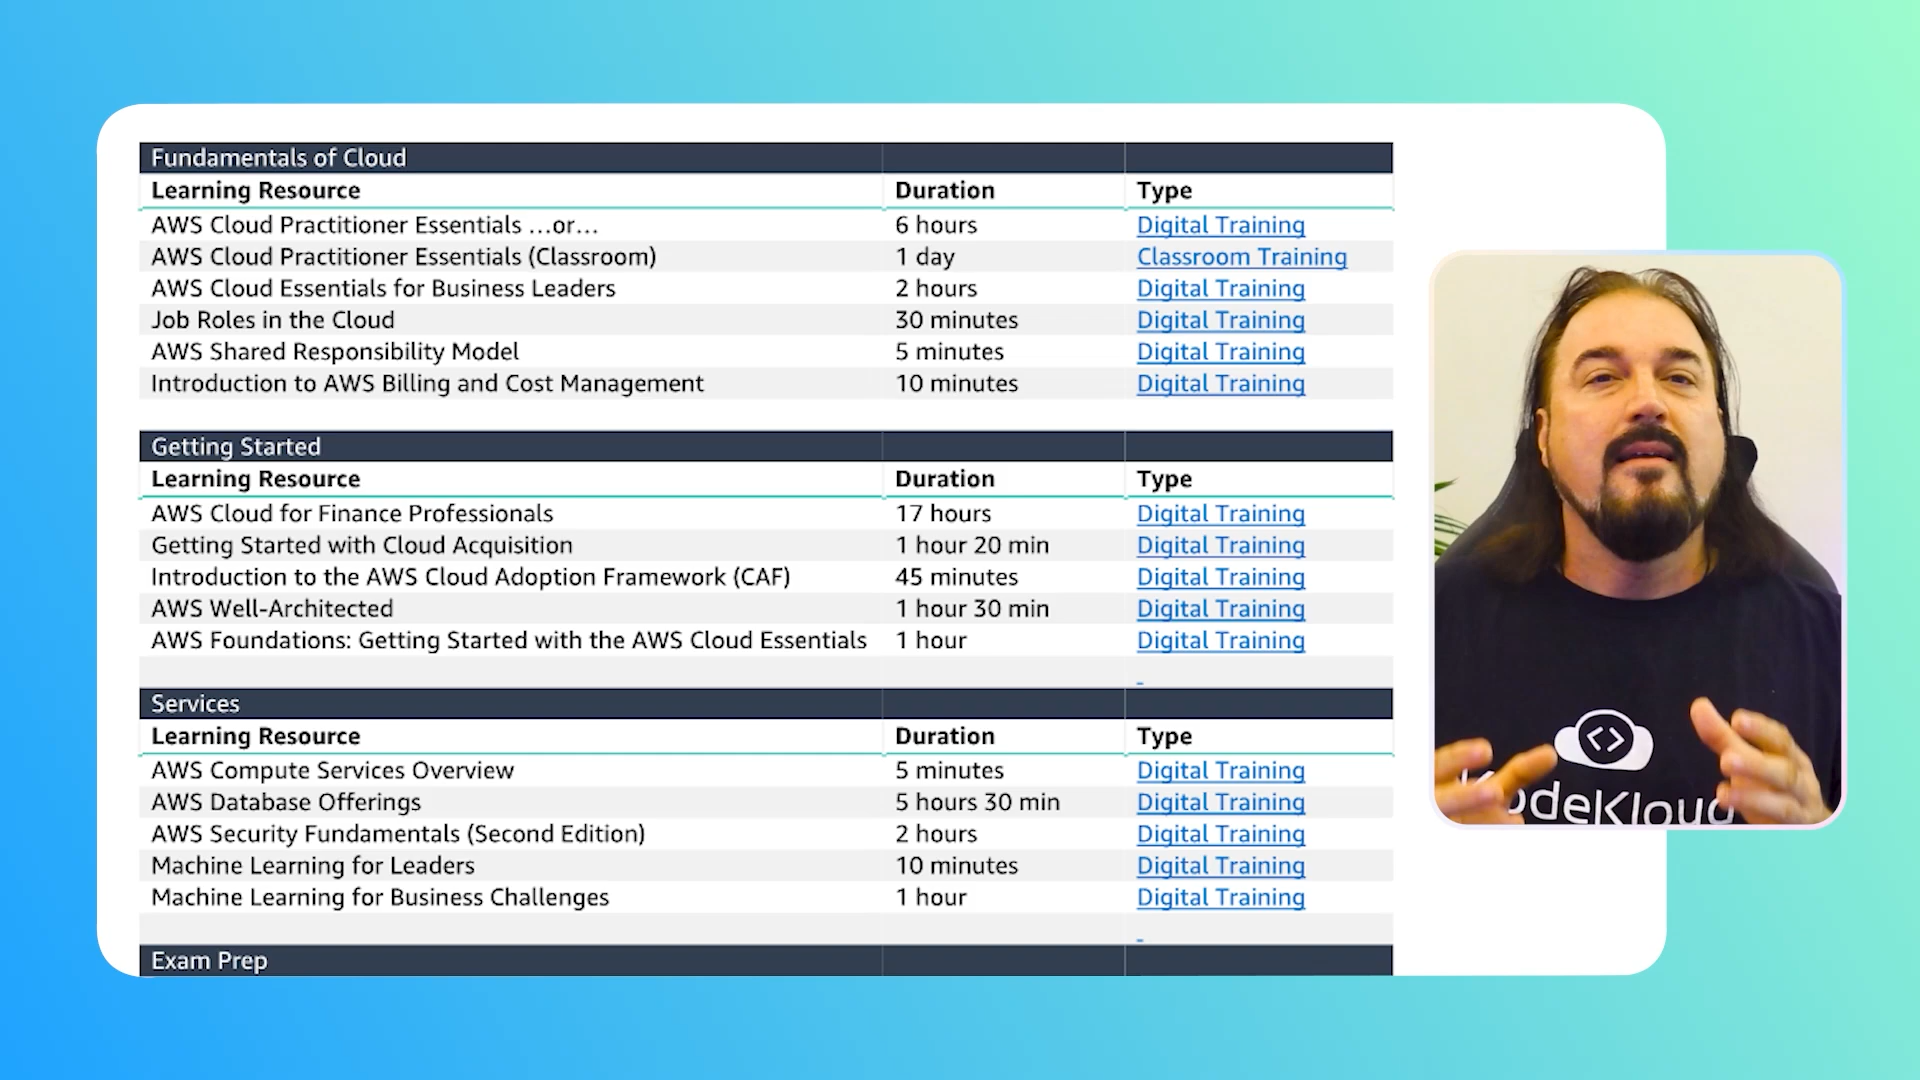 Fundamentals of Cloud
Learning Resource Duration Type
AWS Cloud Practitioner Essentials ...or... 6 hours Digital Training
AWS Cloud Practitioner Essentials (Classroom) 1 day Classroom Training
AWS Cloud Essentials for Business Leaders 2 hours Digital Training
Job Roles in the Cloud 30 minutes Digital Training
AWS Shared Responsibility Model 5 minutes Digital Training
Introduction to AWS Billing and Cost Management 10 minutes Digital Training
Getting Started
Learning Resource Duration Type
AWS Cloud for Finance Professionals 17 hours Digital Training
Getting Started with Cloud Acquisition 1 hour 20 min Digital Training
Introduction to the AWS Cloud Adoption Framework (CAF) 45 minutes Digital Training
AWS Well-Architected 1 hour 30 min Digital Training
AWS Foundations: Getting Started with the AWS Cloud Essentials 1 hour Digital Training
Services
Learning Resource Duration Type
AWS Compute Services Overview 5 minutes Digital Training
AWS Database Offerings 5 hours 30 min Digital Training
AWS Security Fundamentals (Second Edition) 2 hours Digital Training
Machine Learning for Leaders 10 minutes Digital Training
Machine Learning for Business Challenges 1 hour Digital Training
Exam Prep
KodeKloud